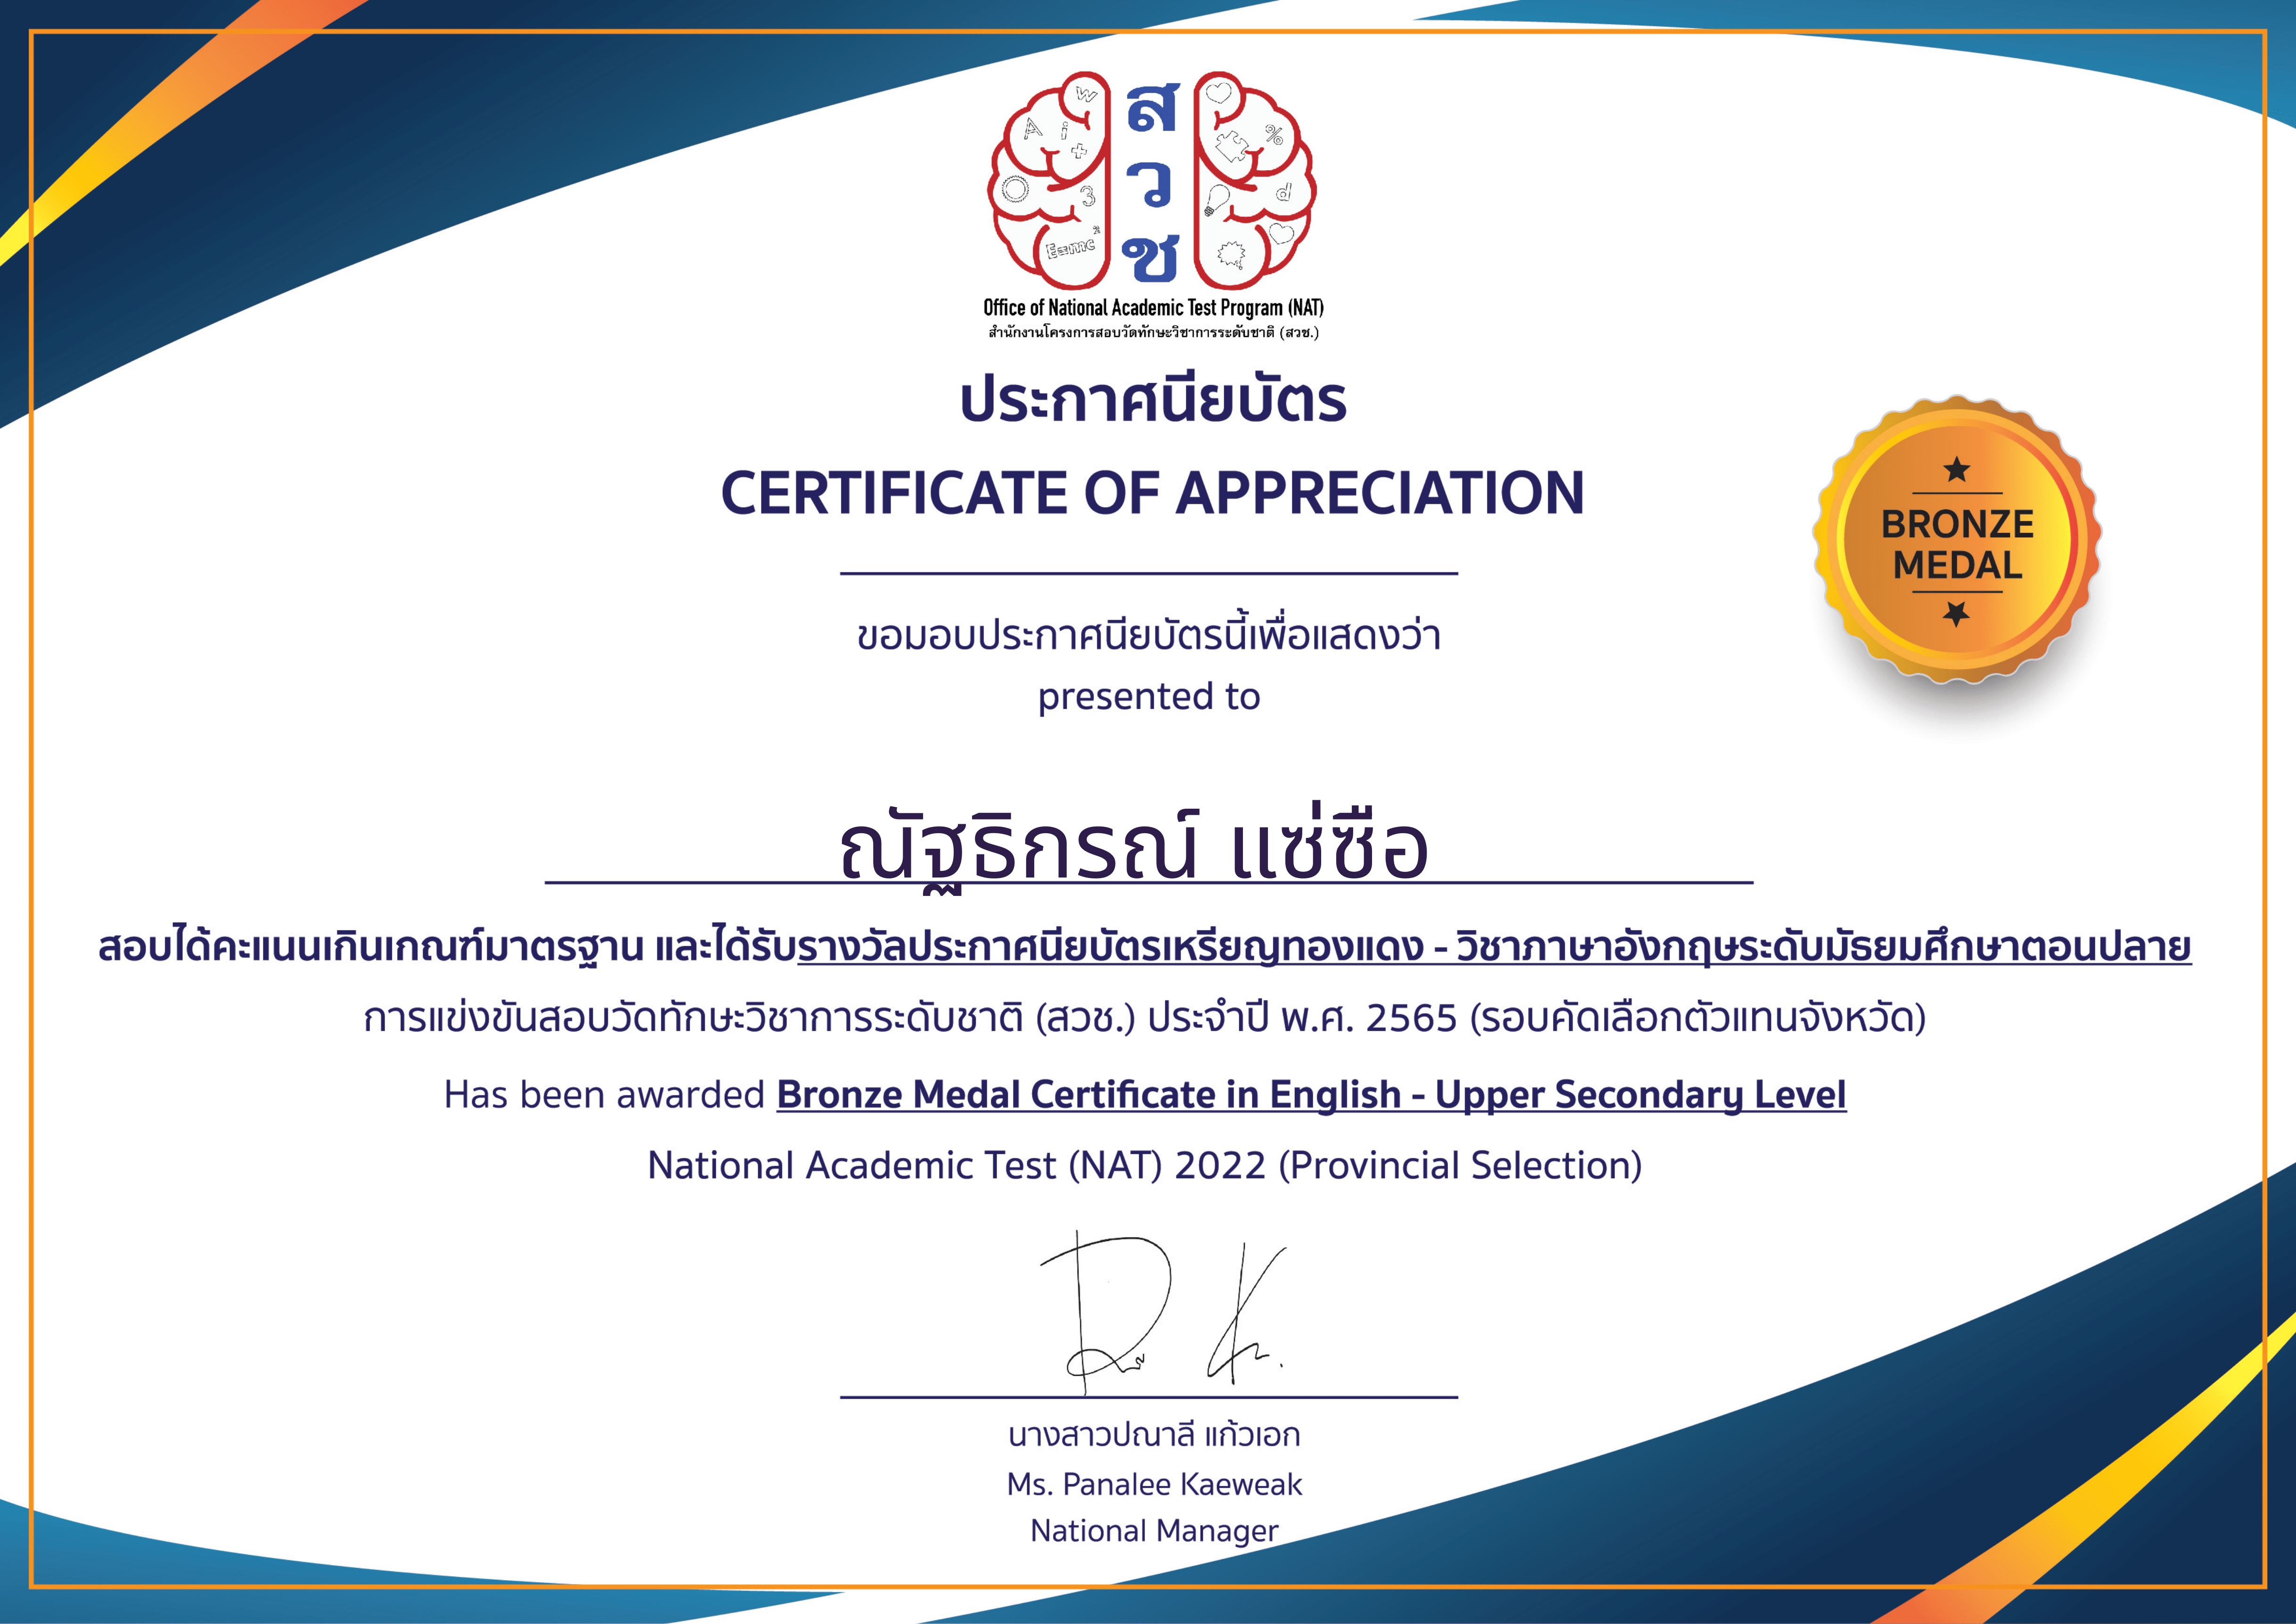 ส
ว
ช
W
A i
+
3
E=mc²
%
d
Office of National Academic Test Program (NAT)
สำนักงานโครงการสอบวัดทักษะวิชาการระดับชาติ (สวช.)
ประกาศนียบัตร
CERTIFICATE OF APPRECIATION
BRONZE
MEDAL
ขอมอบประกาศนียบัตรนี้เพื่อแสดงว่า
presented to
ณัฐธิกรณ์ แซ่ซือ
สอบได้คะแนนเกินเกณฑ์มาตรฐาน และได้รับรางวัลประกาศนียบัตรเหรียญทองแดง - วิชาภาษาอังกฤษระดับมัธยมศึกษาตอนปลาย
การแข่งขันสอบวัดทักษะวิชาการระดับชาติ (สวช.) ประจำปี พ.ศ. 2565 (รอบคัดเลือกตัวแทนจังหวัด)
Has been awarded Bronze Medal Certificate in English - Upper Secondary Level
National Academic Test (NAT) 2022 (Provincial Selection)
นางสาวปณาลี แก้วเอก
Ms. Panalee Kaeweak
National Manager